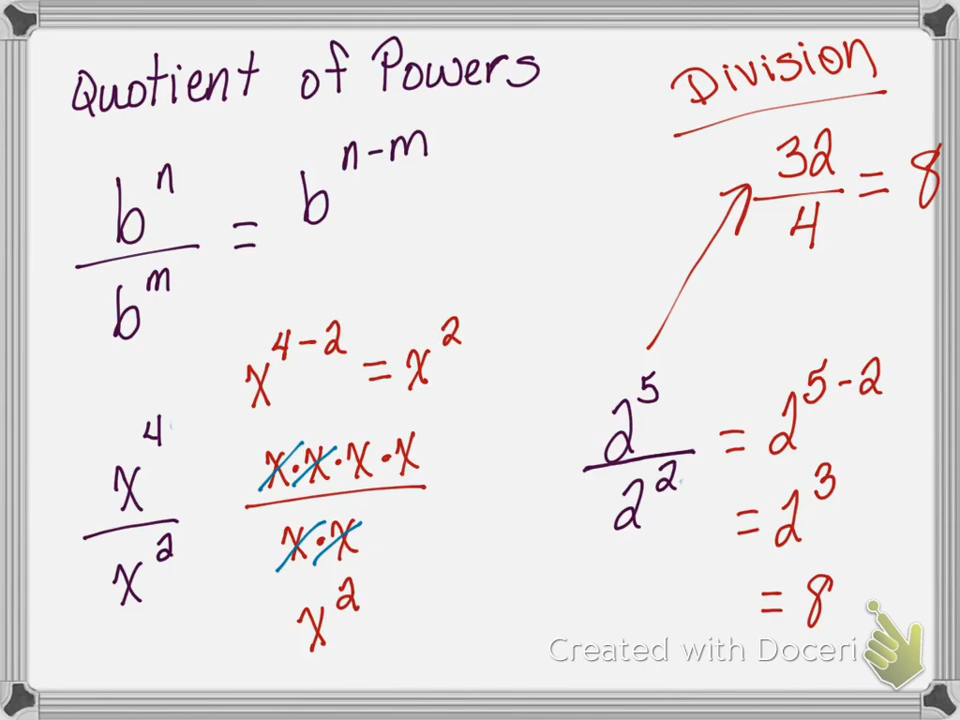 Quotient of Powers
b^n / b^m = b^(n-m)
Division
32 / 4 = 8
x^4 / x^2
x^(4-2) = x^2
x·x·x·x / x·x
x^2
2^5 / 2^2 = 2^(5-2)
= 2^3
= 8
Created with Doceri